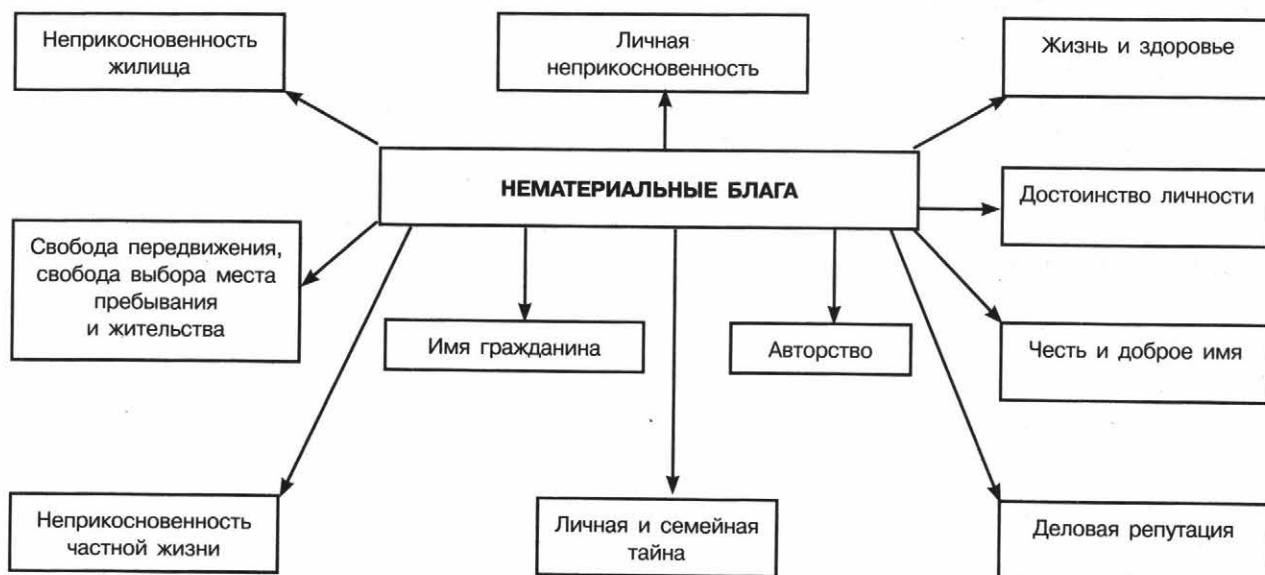 Неприкосновенность
жилища
Личная
неприкосновенность
Жизнь и здоровье
НЕМАТЕРИАЛЬНЫЕ БЛАГА
Достоинство личности
Свобода передвижения,
свобода выбора места
пребывания
и жительства
Имя гражданина
Авторство
Честь и доброе имя
Неприкосновенность
частной жизни
Личная и семейная
тайна
Деловая репутация